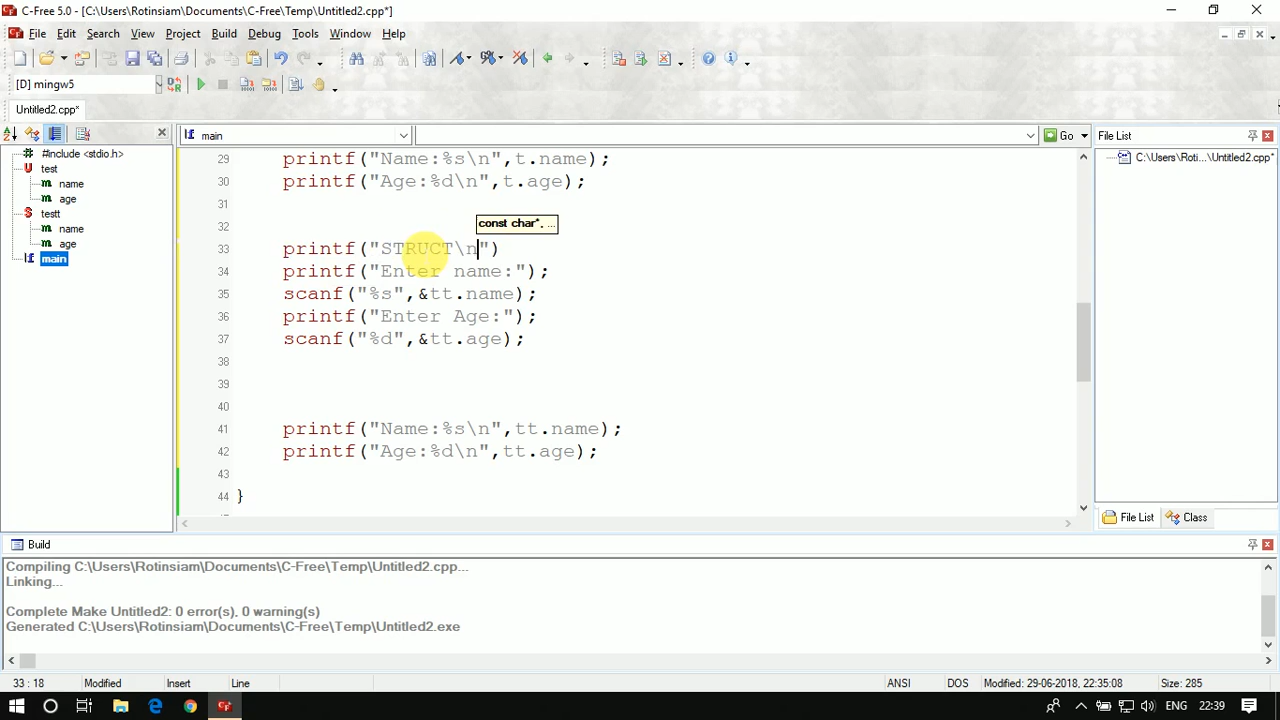 C-Free 5.0 - [C:\Users\Rotinsiam\Documents\C-Free\Temp\Untitled2.cpp*]
File Edit Search View Project Build Debug Tools Window Help
[D] mingw5
Untitled2.cpp*
main
Go
File List
#include <stdio.h>
test
name
age
testt
name
age
main
29 printf("Name:%s\n",t.name);
30 printf("Age:%d\n",t.age);
31
32
const char*, ...
33 printf("STRUCT\n")
34 printf("Enter name:");
35 scanf("%s",&tt.name);
36 printf("Enter Age:");
37 scanf("%d",&tt.age);
38
39
40
41 printf("Name:%s\n",tt.name);
42 printf("Age:%d\n",tt.age);
43
44 }
C:\Users\Roti...\Untitled2.cpp*
File List Class
Build
Compiling C:\Users\Rotinsiam\Documents\C-Free\Temp\Untitled2.cpp...
Linking...
Complete Make Untitled2: 0 error(s), 0 warning(s)
Generated C:\Users\Rotinsiam\Documents\C-Free\Temp\Untitled2.exe
33 : 18 Modified Insert Line ANSI DOS Modified: 29-06-2018, 22:35:08 Size: 285
ENG 22:39